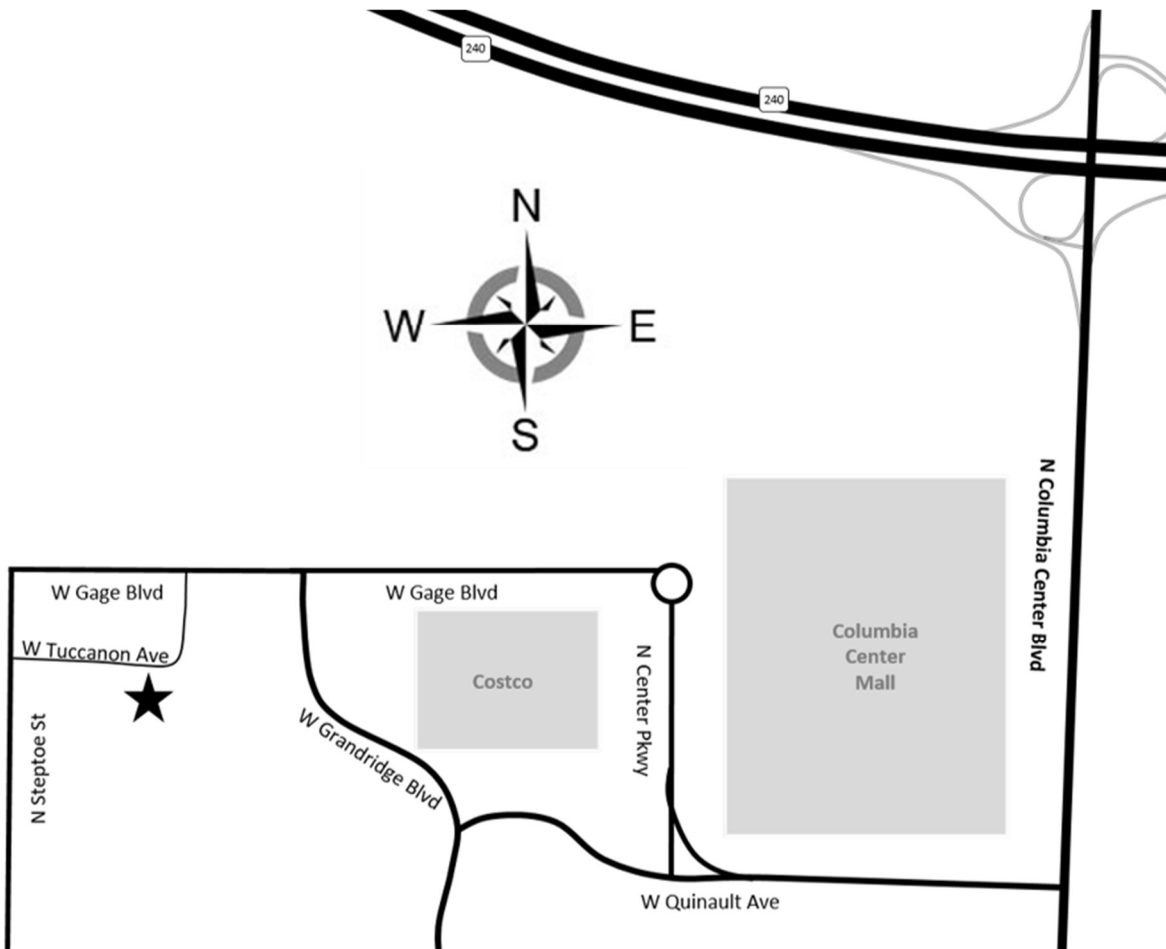 240
240
N
W
E
S
N Columbia Center Blvd
W Gage Blvd
W Gage Blvd
Columbia
Center
Mall
W Tuccanon Ave
Costco
N Center Pkwy
N Steptoe St
W Grandridge Blvd
W Quinault Ave